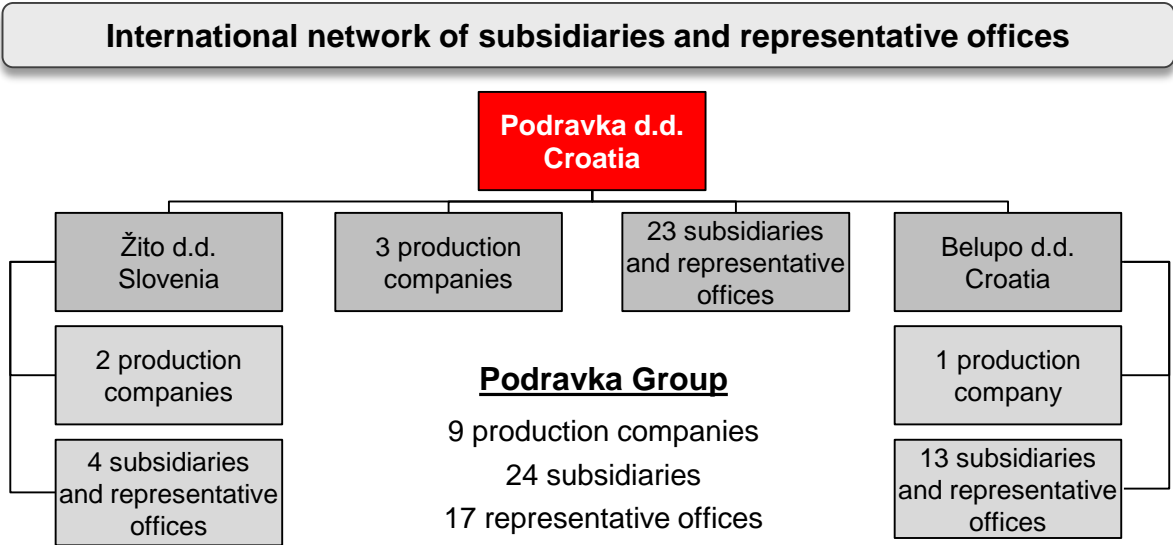 International network of subsidiaries and representative offices
Podravka d.d.
Croatia
Žito d.d.
Slovenia
3 production
companies
23 subsidiaries
and representative
offices
Belupo d.d.
Croatia
2 production
companies
1 production
company
4 subsidiaries
and representative
offices
13 subsidiaries
and representative
offices
Podravka Group
9 production companies
24 subsidiaries
17 representative offices